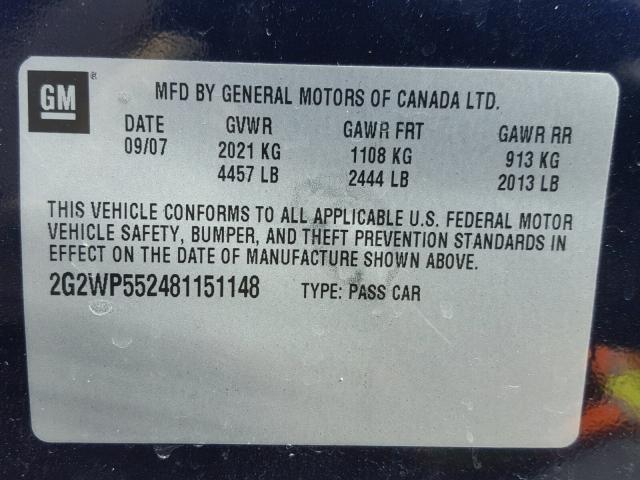 GM®
MFD BY GENERAL MOTORS OF CANADA LTD.
DATE GVWR GAWR FRT GAWR RR
09/07 2021 KG 1108 KG 913 KG
4457 LB 2444 LB 2013 LB
THIS VEHICLE CONFORMS TO ALL APPLICABLE U.S. FEDERAL MOTOR
VEHICLE SAFETY, BUMPER, AND THEFT PREVENTION STANDARDS IN
EFFECT ON THE DATE OF MANUFACTURE SHOWN ABOVE.
2G2WP552481151148 TYPE: PASS CAR